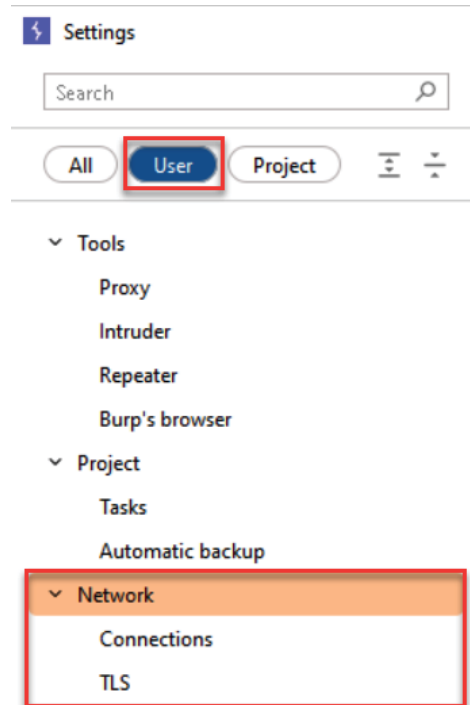 Settings
Search
All User Project
Tools
Proxy
Intruder
Repeater
Burp's browser
Project
Tasks
Automatic backup
Network
Connections
TLS